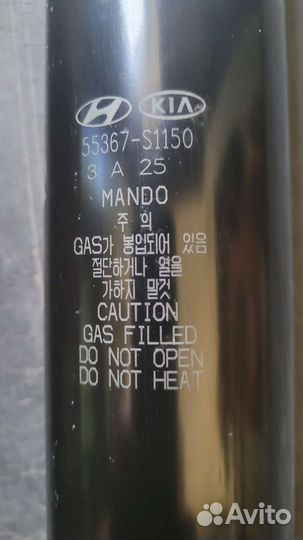 KIA
55367-S1150
3 A 25
MANDO
주 의
GAS가 봉입되어 있음
절단하거나 열을
가하지 말것
CAUTION
GAS FILLED
DO NOT OPEN
DO NOT HEAT
Avito